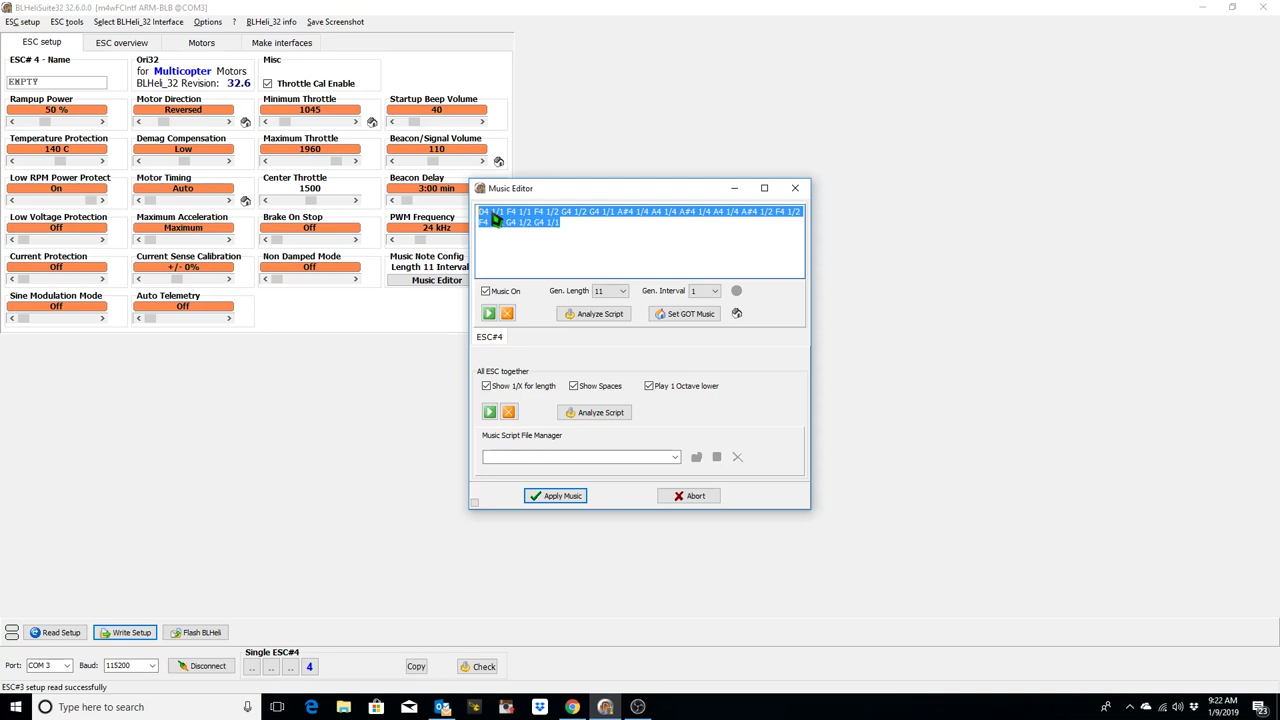 BLHeliSuite32 32.6.0.0 [m4wFCIntf ARM-BLB @COM3]
ESC setup ESC tools Select BLHeli_32 Interface Options ? BLHeli_32 info Save Screenshot
ESC setup ESC overview Motors Make interfaces
ESC# 4 - Name Ori32 Misc
for Multicopter Motors
EMPTY BLHeli_32 Revision: 32.6 Throttle Cal Enable
Rampup Power Motor Direction Minimum Throttle Startup Beep Volume
50 % Reversed 1045 40
Temperature Protection Demag Compensation Maximum Throttle Beacon/Signal Volume
140 C Low 1960 110
Low RPM Power Protect Motor Timing Center Throttle Beacon Delay
On Auto 1500 3:00 min
Low Voltage Protection Maximum Acceleration Brake On Stop PWM Frequency
Off Maximum Off 24 kHz
Current Protection Current Sense Calibration Non Damped Mode Music Note Config
Off +/- 0% Off Length 11 Interval
Music Editor
Sine Modulation Mode Auto Telemetry
Off Off
Music Editor
D4 1/1 F4 1/1 F4 1/2 G4 1/2 G4 1/1 A#4 1/4 A4 1/4 A#4 1/4 A4 1/4 A#4 1/2 F4 1/2
F4 G4 1/2 G4 1/1
Music On Gen. Length 11 Gen. Interval 1
Analyze Script Set GOT Music
ESC#4
All ESC together
Show 1/X for length Show Spaces Play 1 Octave lower
Analyze Script
Music Script File Manager
Apply Music Abort
Read Setup Write Setup Flash BLHeli
Single ESC#4
Port: COM 3 Baud: 115200 Disconnect .. .. .. 4 Copy Check
ESC#3 setup read successfully
Type here to search
9:22 AM
1/9/2019
23